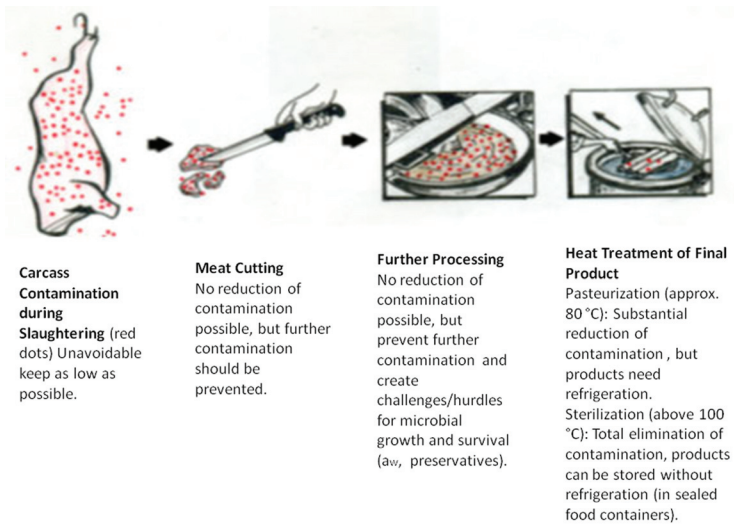 Carcass
Contamination
during
Slaughtering (red
dots) Unavoidable
keep as low as
possible.
Meat Cutting
No reduction of
contamination
possible, but further
contamination
should be
prevented.
Further Processing
No reduction of
contamination
possible, but
prevent further
contamination and
create
challenges/hurdles
for microbial
growth and survival
(aw, preservatives).
Heat Treatment of Final
Product
Pasteurization (approx.
80 °C): Substantial
reduction of
contamination , but
products need
refrigeration.
Sterilization (above 100
°C): Total elimination of
contamination, products
can be stored without
refrigeration (in sealed
food containers).